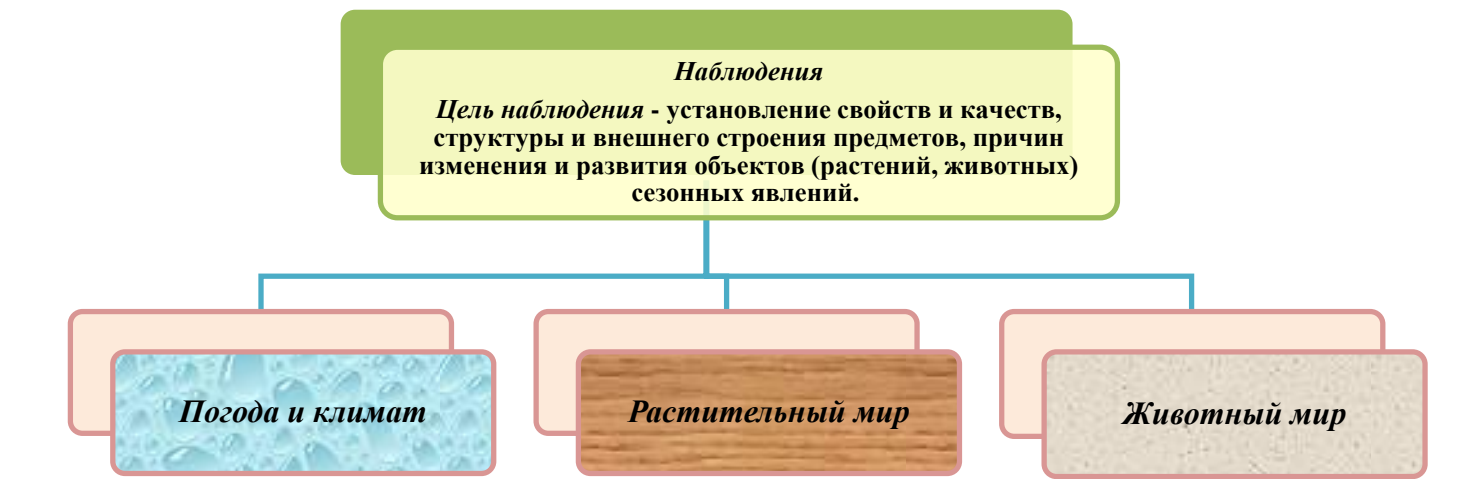 Наблюдения
Цель наблюдения - установление свойств и качеств,
структуры и внешнего строения предметов, причин
изменения и развития объектов (растений, животных)
сезонных явлений.
Погода и климат
Растительный мир
Животный мир